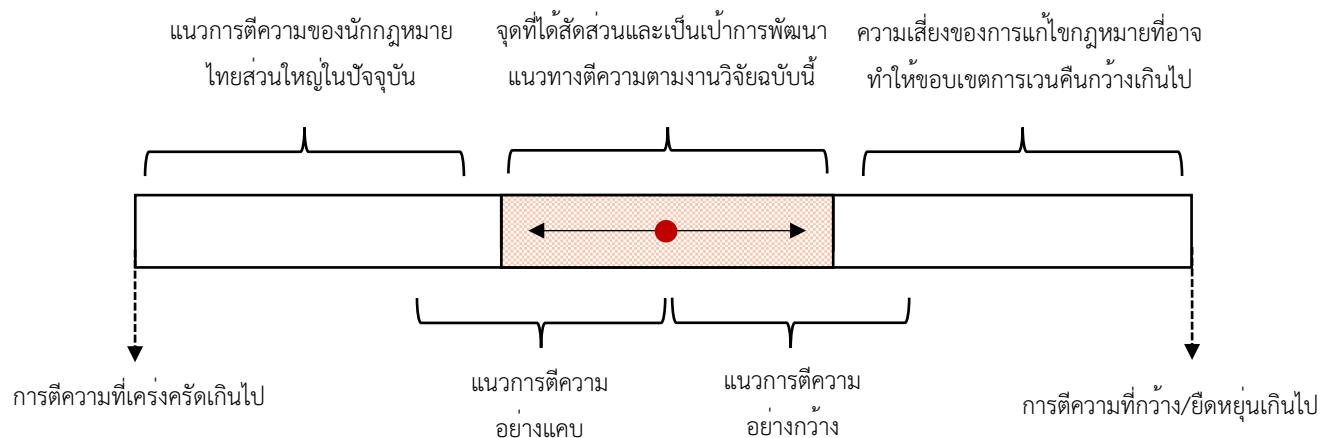 แนวการตีความของนักกฎหมาย
ไทยส่วนใหญ่ในปัจจุบัน
จุดที่ได้สัดส่วนและเป็นเป้าการพัฒนา
แนวทางตีความตามงานวิจัยฉบับนี้
ความเสี่ยงของการแก้ไขกฎหมายที่อาจ
ทำให้ขอบเขตการเวนคืนกว้างเกินไป
การตีความที่เคร่งครัดเกินไป
แนวการตีความ
อย่างแคบ
แนวการตีความ
อย่างกว้าง
การตีความที่กว้าง/ยืดหยุ่นเกินไป